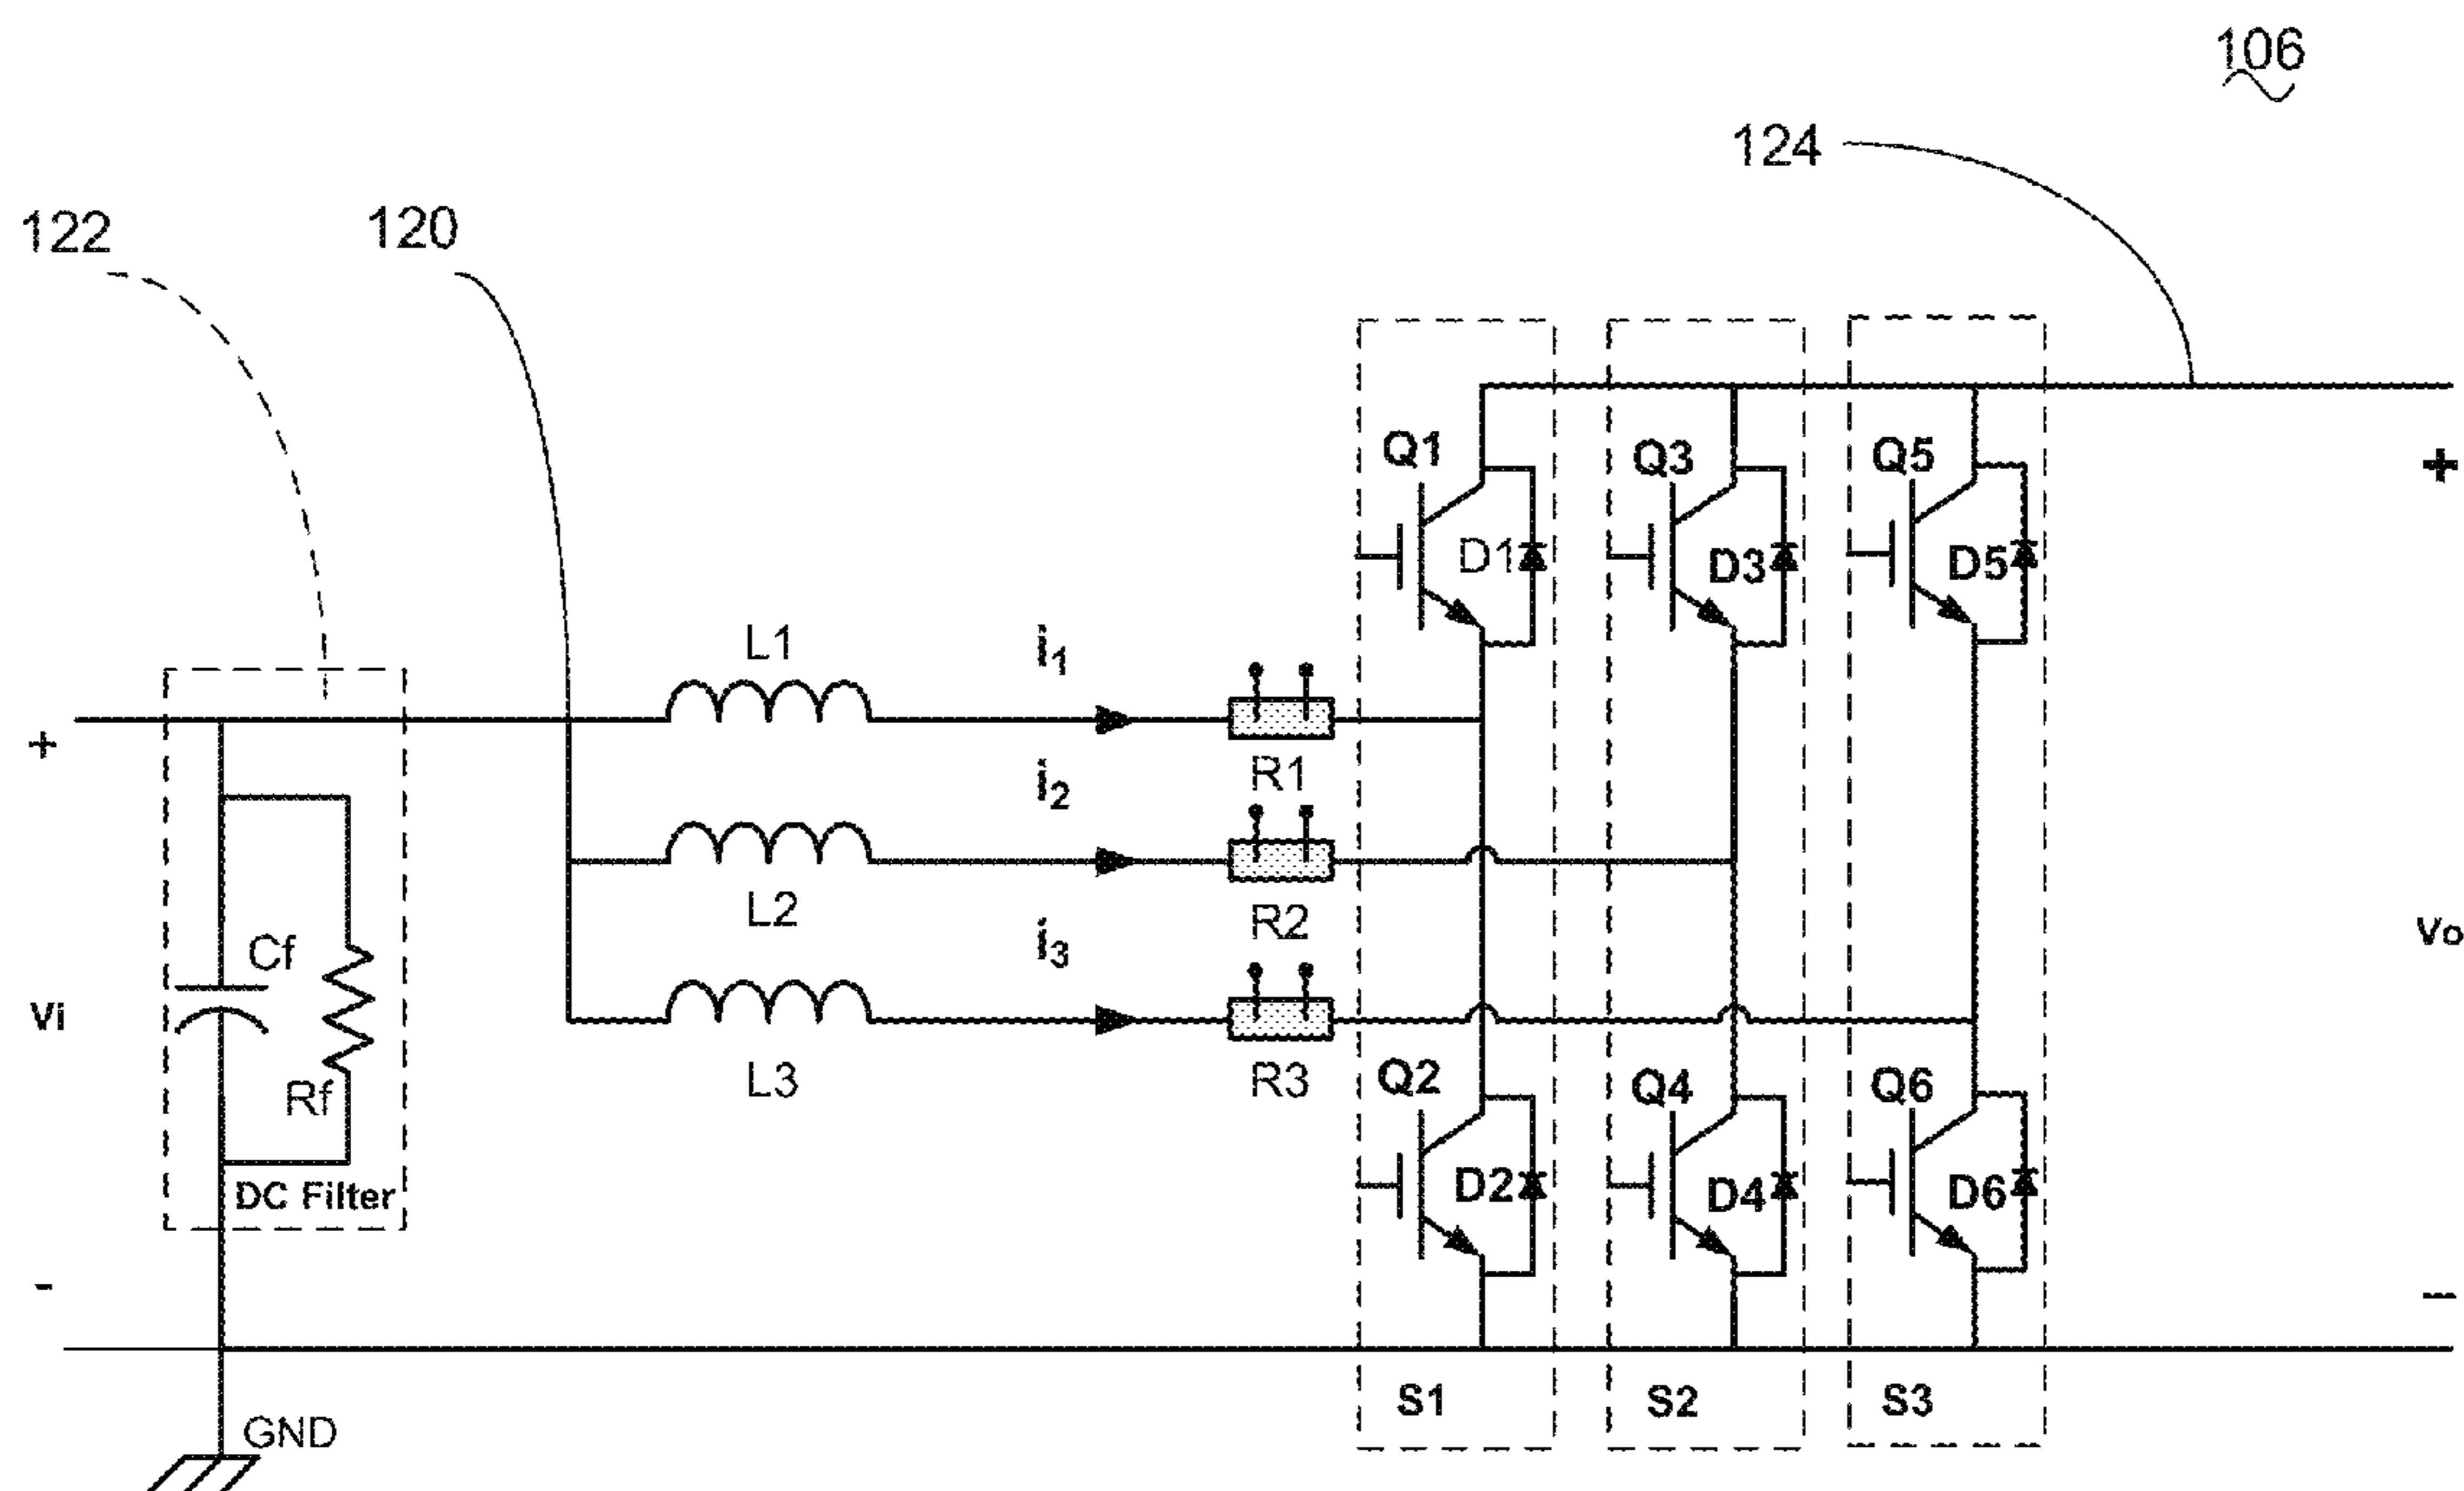 106
124
122
120
Q1
Q3
Q5
+
D1
D3
D5
L1
i1
+
R1
i2
L2
R2
Vo
Cf
i3
Vi
L3
R3
Rf
Q2
Q4
Q6
DC Filter
D2
D4
D6
-
–
S1
S2
S3
GND